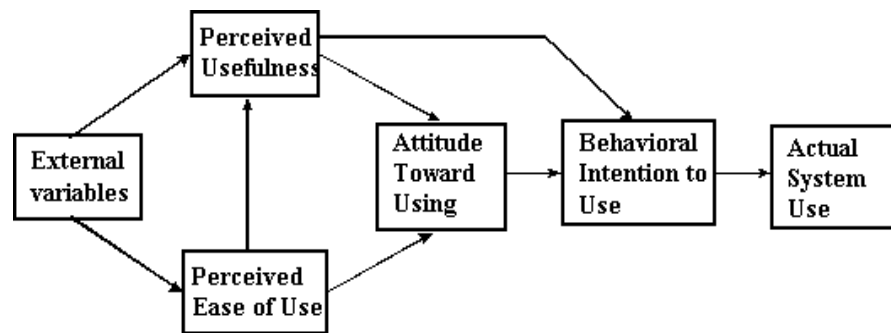 Perceived
Usefulness
External
variables
Perceived
Ease of Use
Attitude
Toward
Using
Behavioral
Intention to
Use
Actual
System
Use